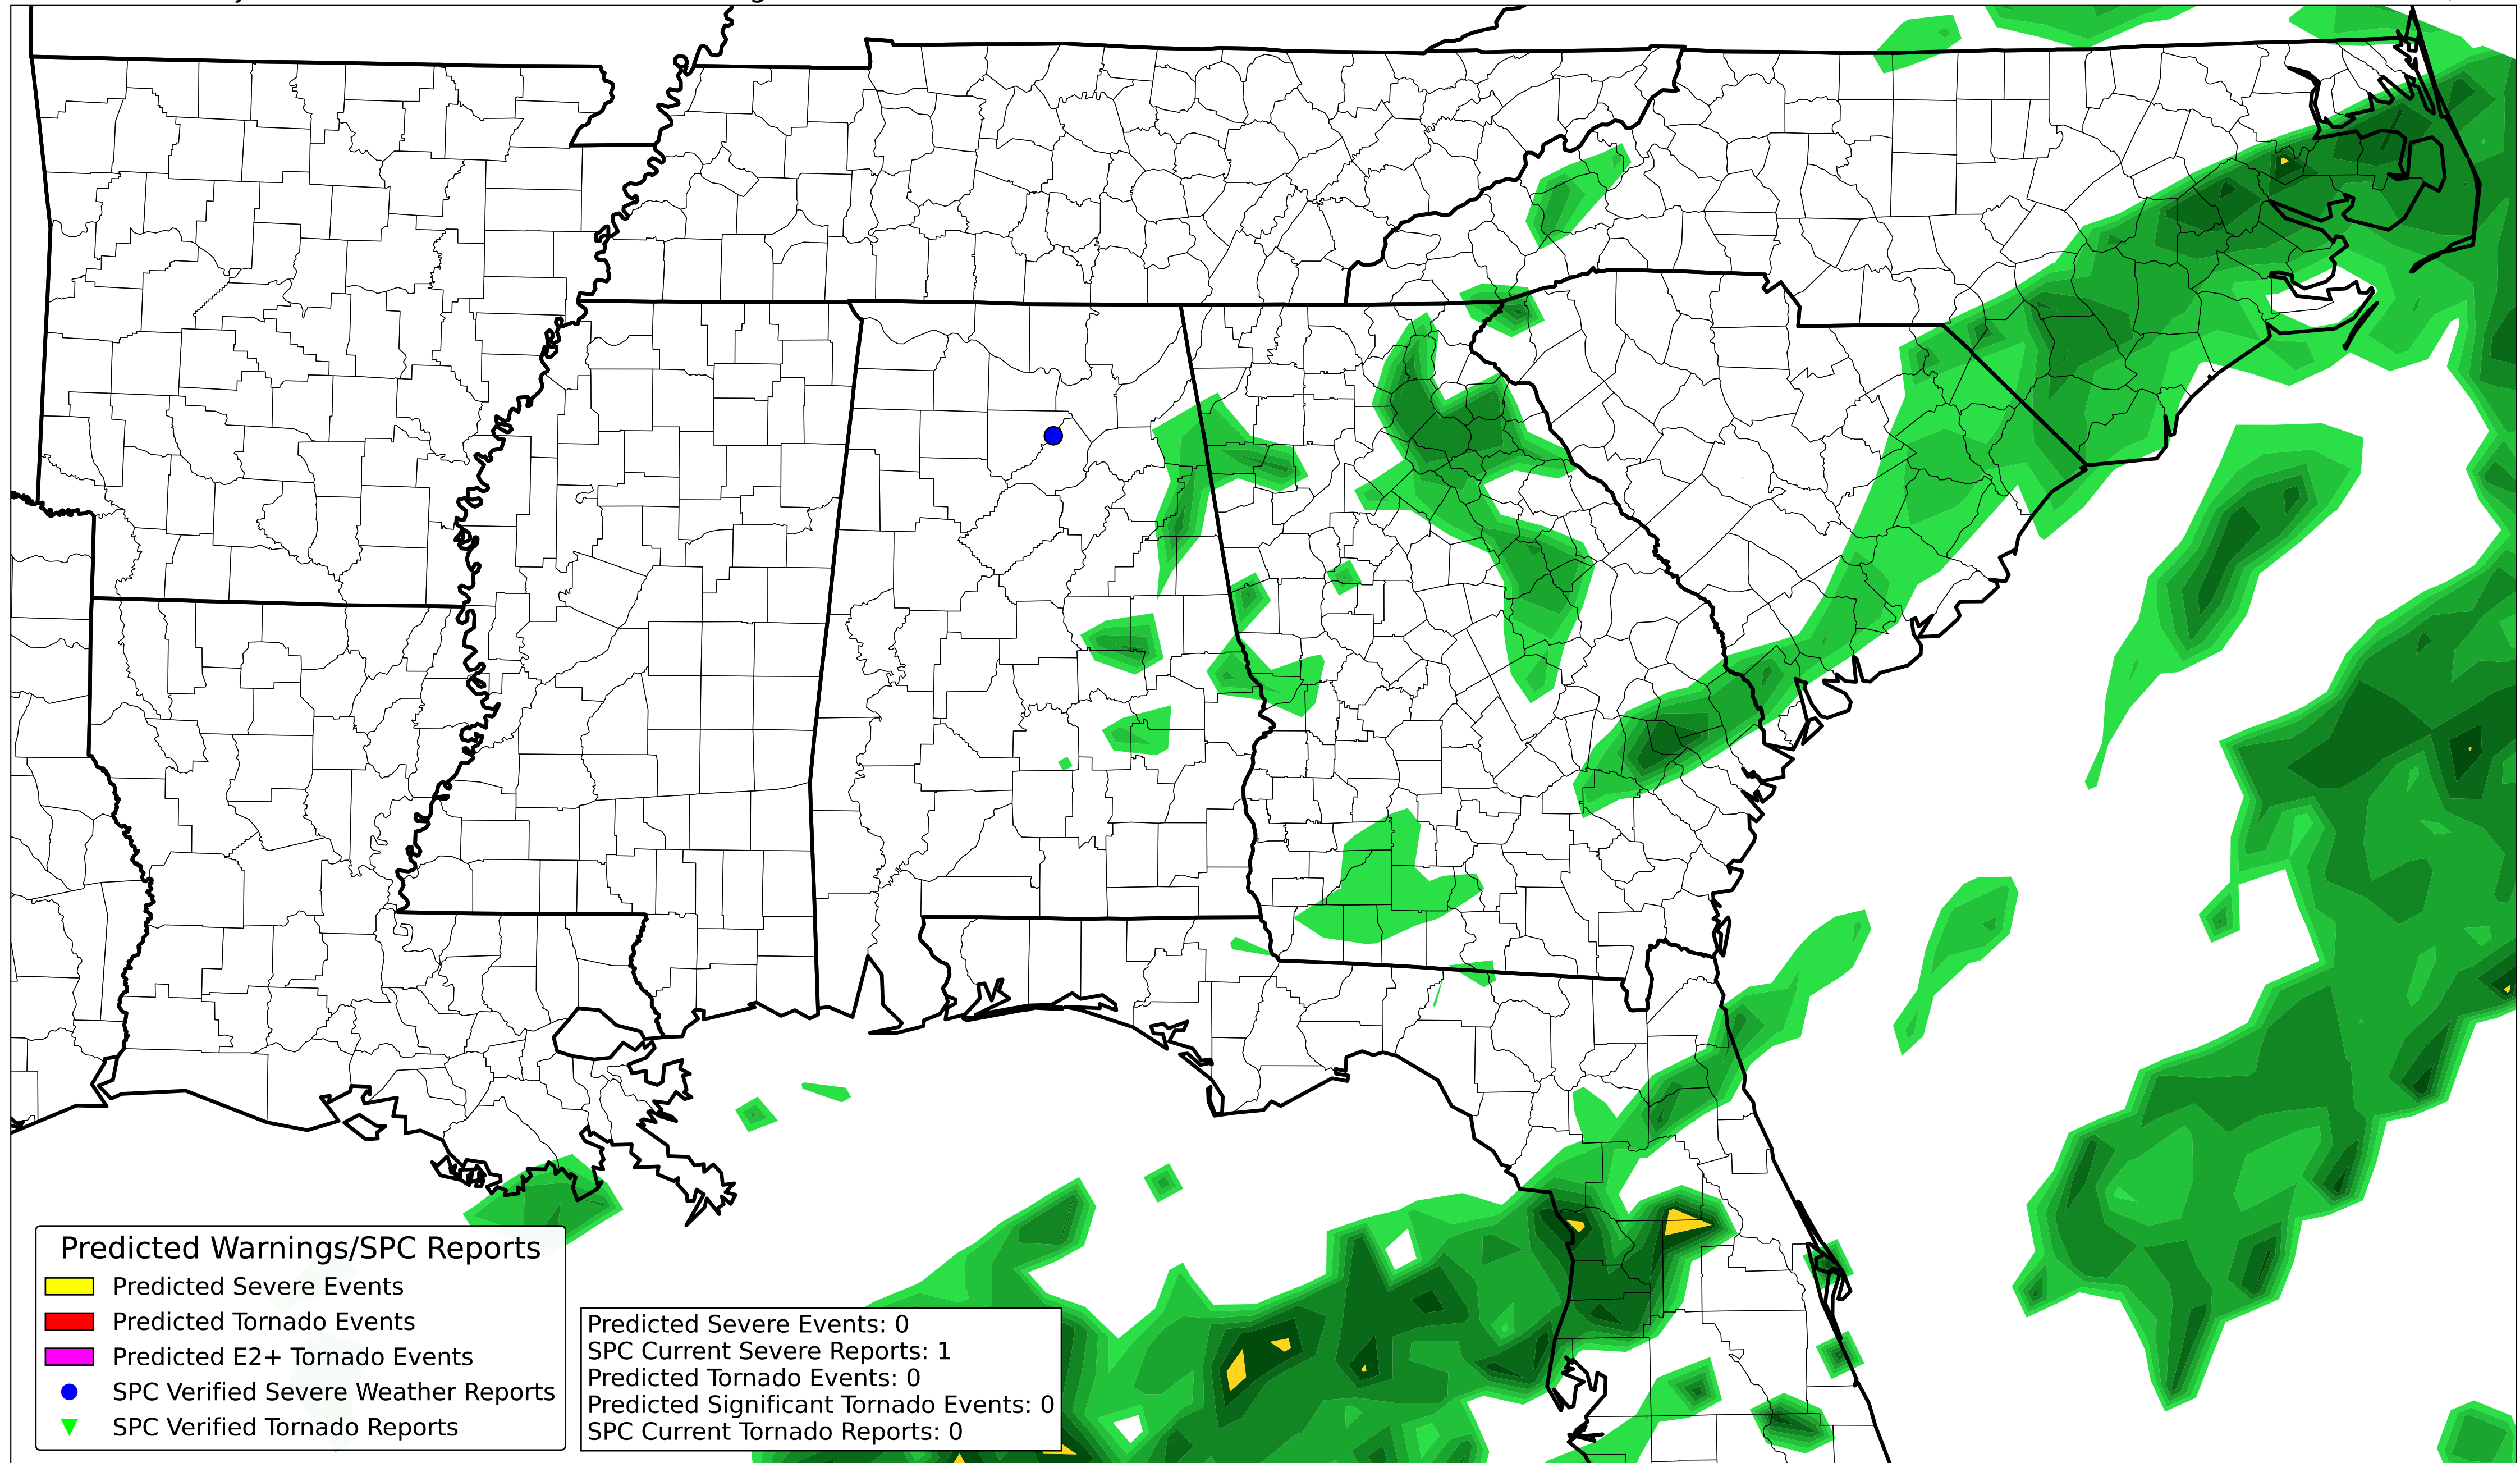 Predicted Warnings/SPC Reports
Predicted Severe Events
Predicted Tornado Events
Predicted E2+ Tornado Events
SPC Verified Severe Weather Reports
SPC Verified Tornado Reports
Predicted Severe Events: 0
SPC Current Severe Reports: 1
Predicted Tornado Events: 0
Predicted Significant Tornado Events: 0
SPC Current Tornado Reports: 0